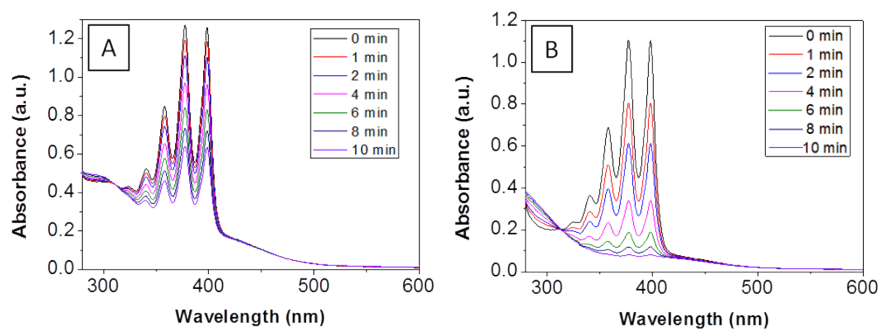 A
0 min
1 min
2 min
4 min
6 min
8 min
10 min
1.2
1.0
0.8
0.6
0.4
0.2
0.0
300
400
500
600
Absorbance (a.u.)
Wavelength (nm)
B
0 min
1 min
2 min
4 min
6 min
8 min
10 min
1.2
1.0
0.8
0.6
0.4
0.2
0.0
300
400
500
600
Absorbance (a.u.)
Wavelength (nm)